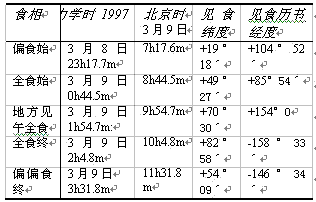 食相
力学时 1997
北京时
3 月 9 日
见 食
纬度
见食历书
经度
偏食始
3 月 8 日
23h17.7m
7h17.6m
+19°
18´
+104° 52
´
全食始
3 月 9 日
0h44.5m
8h44.5m
+49°
27´
+85° 54´
地方见
午全食
3 月 9 日
1h54.7m:
9h54.7m
+70°
30´
+154° 0
全食终
3 月 9 日
2h4.8m
10h4.8m
+82°
58´
-158° 33
´
偏偏食
终
3 月 9 日
3h31.8m
11h31.8
m
+54°
09´
-146° 34
´